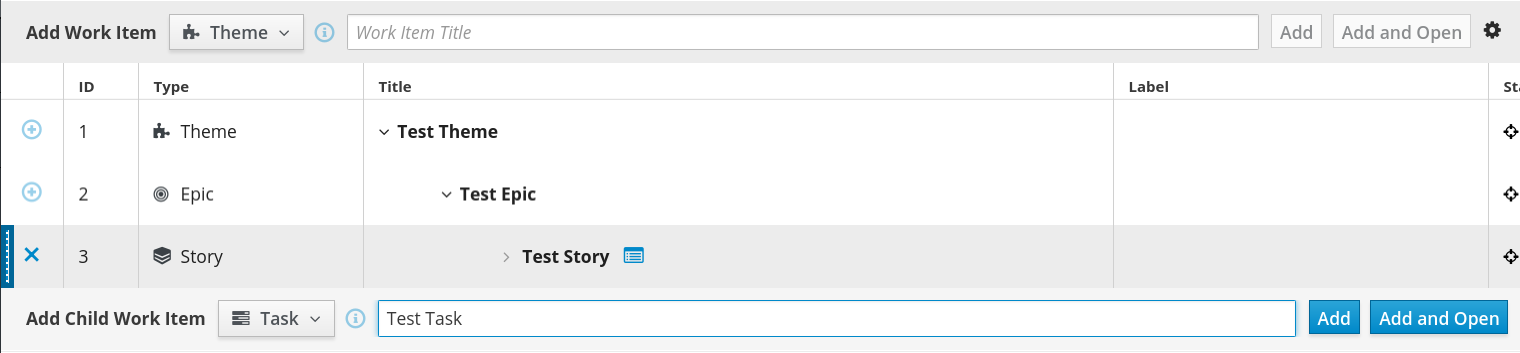 Add Work Item Theme Work Item Title Add Add and Open
ID Type Title Label Sta
1 Theme Test Theme
2 Epic Test Epic
3 Story Test Story
Add Child Work Item Task Test Task Add Add and Open